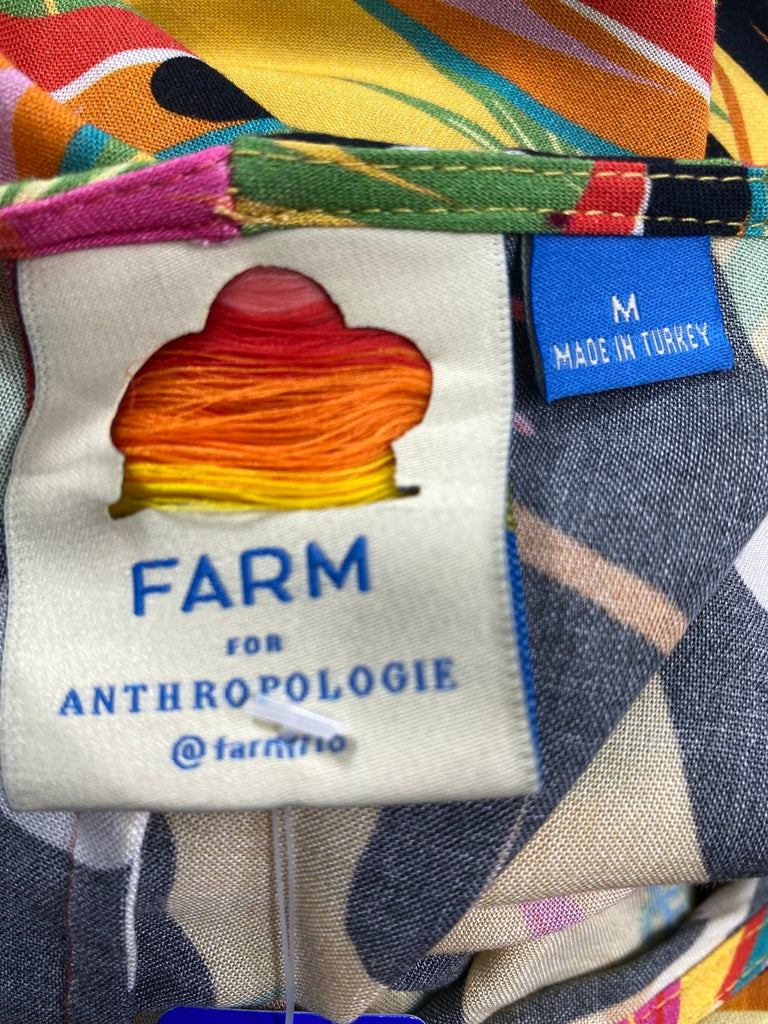 FARM
FOR
ANTHROPOLOGIE
@farmrio
M
MADE IN TURKEY